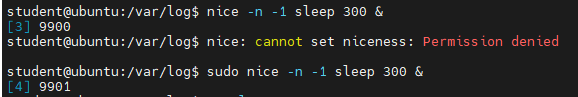 student@ubuntu:/var/log$ nice -n -1 sleep 300 &
[3] 9900
student@ubuntu:/var/log$ nice: cannot set niceness: Permission denied
student@ubuntu:/var/log$ sudo nice -n -1 sleep 300 &
[4] 9901